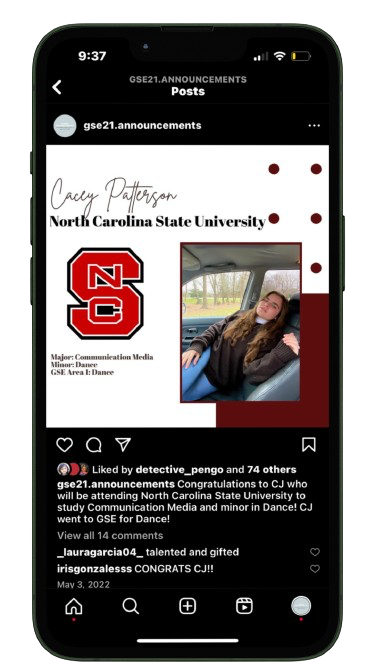 9:37
GSE21.ANNOUNCEMENTS
Posts
gse21.announcements
Cacey Patterson
North Carolina State University
NCS
Major: Communication Media
Minor: Dance
GSE Area I: Dance
Liked by detective_pengo and 74 others
gse21.announcements Congratulations to CJ who
will be attending North Carolina State University to
study Communication Media and minor in Dance! CJ
went to GSE for Dance!
View all 14 comments
_lauragarcia04_ talented and gifted
irisgonzalesss CONGRATS CJ!!
May 3, 2022